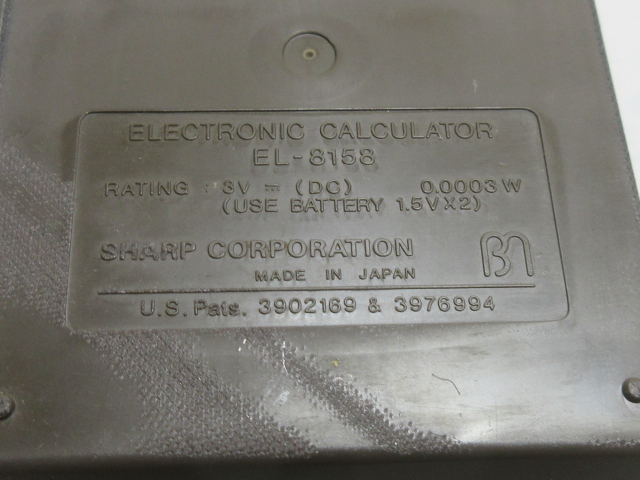 ELECTRONIC CALCULATOR
EL-8158
RATING : 3V ⎓ (DC) 0.0003W
(USE BATTERY 1.5V×2)
SHARP CORPORATION
MADE IN JAPAN
U.S. Pats. 3902169 & 3976994